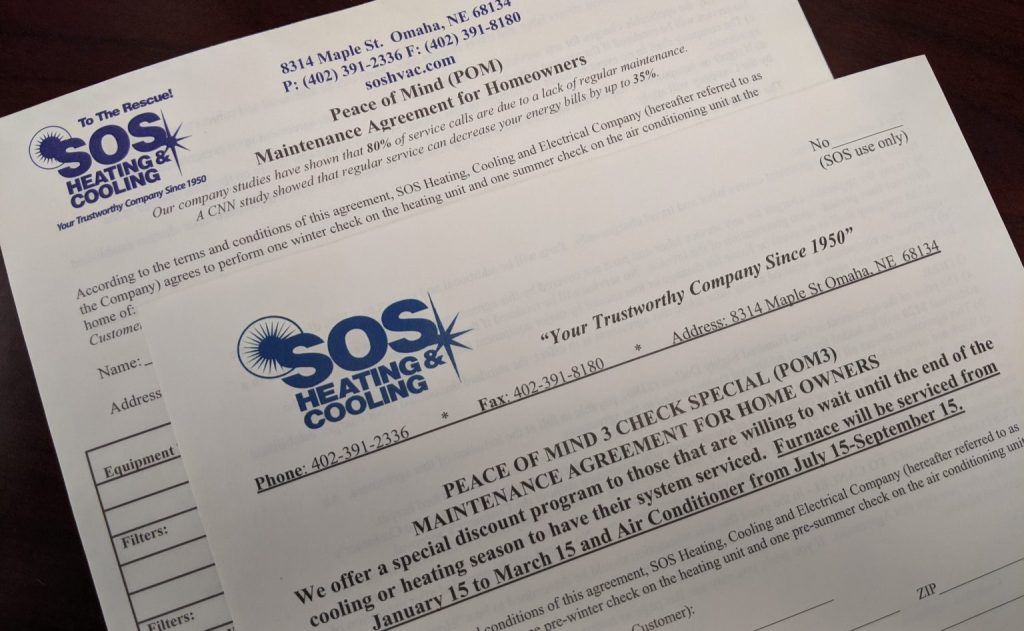 8314 Maple St. Omaha, NE 68134
P: (402) 391-2336 F: (402) 391-8180
soshvac.com
To The Rescue!
SOS
HEATING &
COOLING
Your Trustworthy Company Since 1950
Peace of Mind (POM)
Maintenance Agreement for Homeowners
Our company studies have shown that 80% of service calls are due to a lack of regular maintenance.
A CNN study showed that regular service can decrease your energy bills by up to 35%.
According to the terms and conditions of this agreement, SOS Heating, Cooling and Electrical Company (hereafter referred to as
the Company) agrees to perform one winter check on the heating unit and one summer check on the air conditioning unit at the
home of:
Custome
Name:
Address
Equipment
Filters:
Filters:
No
(SOS use only)
SOS
HEATING &
COOLING
"Your Trustworthy Company Since 1950"
Phone: 402-391-2336 * Fax: 402-391-8180 * Address: 8314 Maple St Omaha, NE 68134
PEACE OF MIND 3 CHECK SPECIAL (POM3)
MAINTENANCE AGREEMENT FOR HOME OWNERS
We offer a special discount program to those that are willing to wait until the end of the
cooling or heating season to have their system serviced. Furnace will be serviced from
January 15 to March 15 and Air Conditioner from July 15-September 15.
conditions of this agreement, SOS Heating, Cooling and Electrical Company (hereafter referred to as
pre-winter check on the heating unit and one pre-summer check on the air conditioning unit
Customer):
ZIP